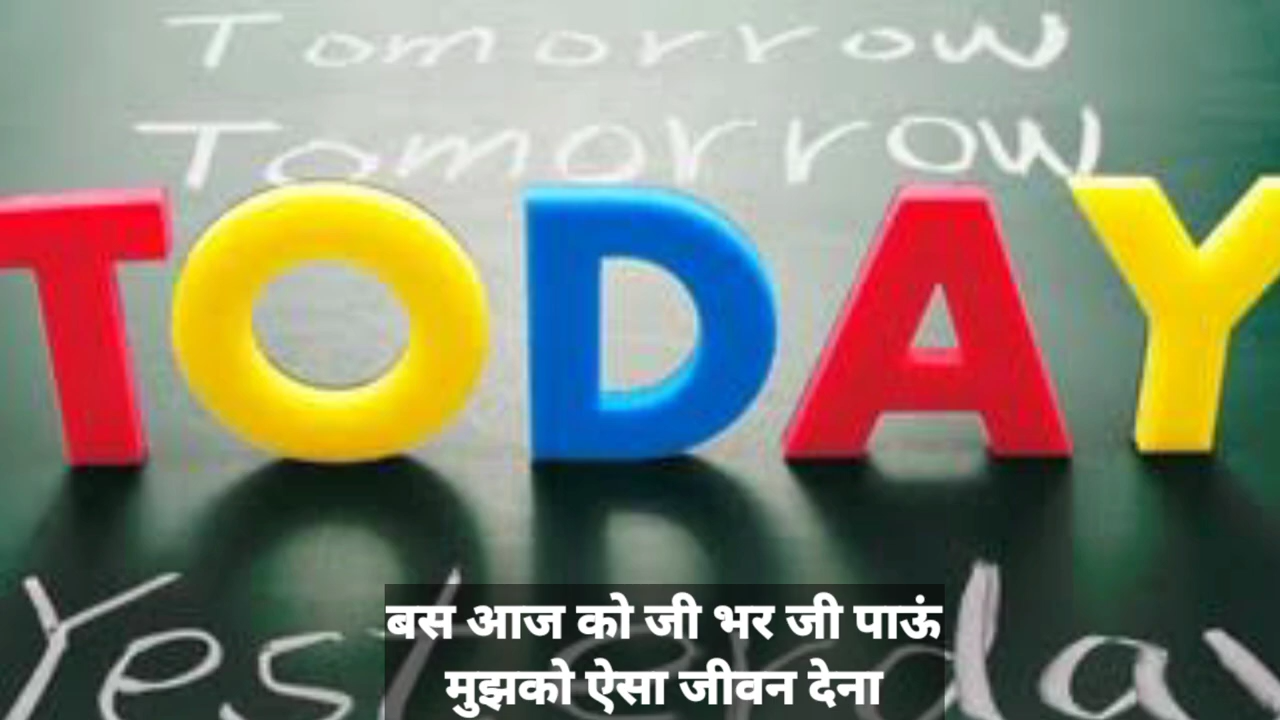 Tomorrow
Tomorrow
TODAY
Yesterday
बस आज को जी भर जी पाऊं
मुझको ऐसा जीवन देना